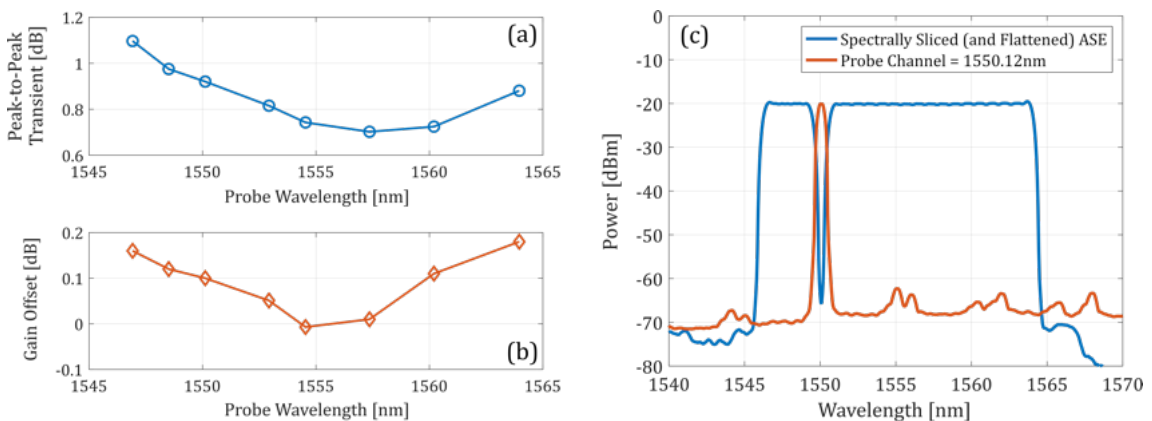 1.2
1
0.8
0.6
Peak-to-Peak
Transient [dB]
(a)
1545 1550 1555 1560 1565
Probe Wavelength [nm]
0.2
0.1
0
-0.1
Gain Offset [dB]
(b)
1545 1550 1555 1560 1565
Probe Wavelength [nm]
(c)
Spectrally Sliced (and Flattened) ASE
Probe Channel = 1550.12nm
0
-10
-20
-30
-40
-50
-60
-70
-80
Power [dBm]
1540 1545 1550 1555 1560 1565 1570
Wavelength [nm]